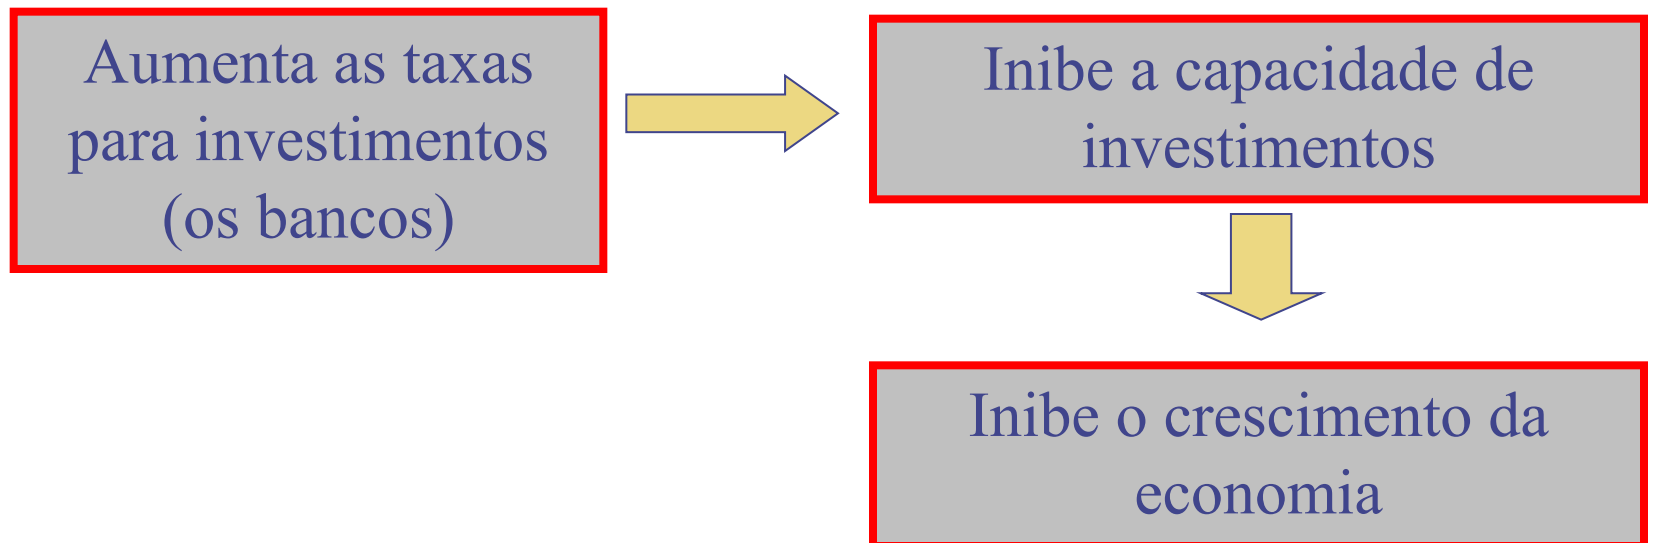 Aumenta as taxas
para investimentos
(os bancos)
Inibe a capacidade de
investimentos
Inibe o crescimento da
economia